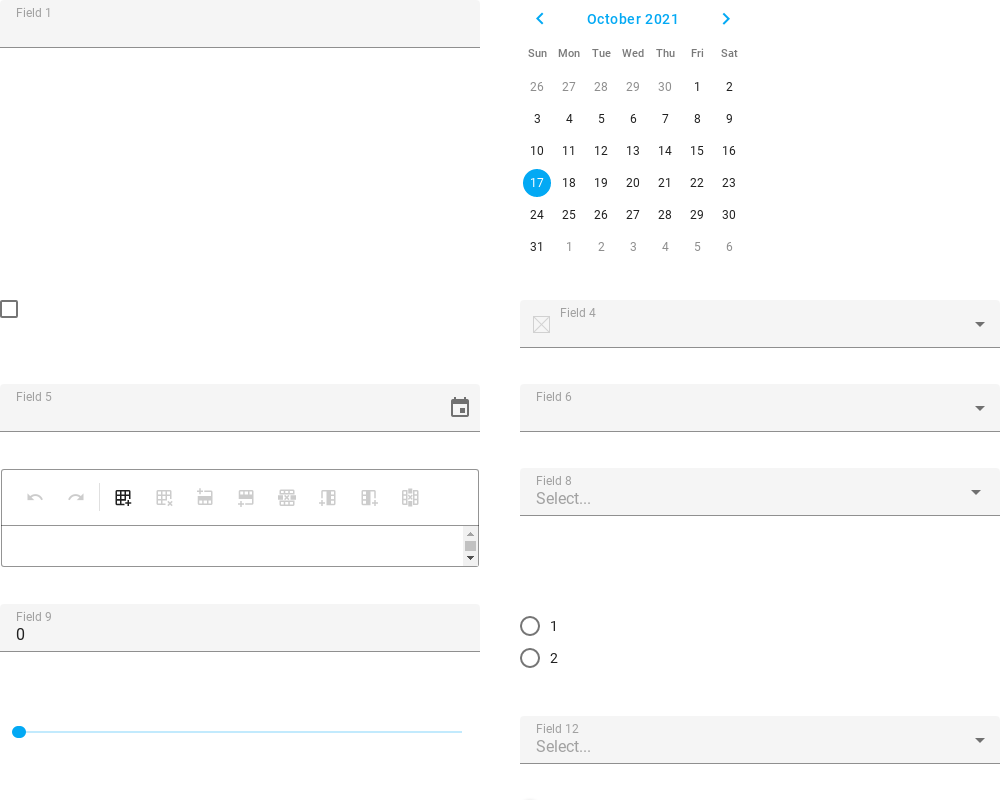 Field 1
October 2021
Sun Mon Tue Wed Thu Fri Sat
26 27 28 29 30 1 2
3 4 5 6 7 8 9
10 11 12 13 14 15 16
17 18 19 20 21 22 23
24 25 26 27 28 29 30
31 1 2 3 4 5 6
Field 4
Field 5
Field 6
Field 8
Select...
Field 9
0
1
2
Field 12
Select...